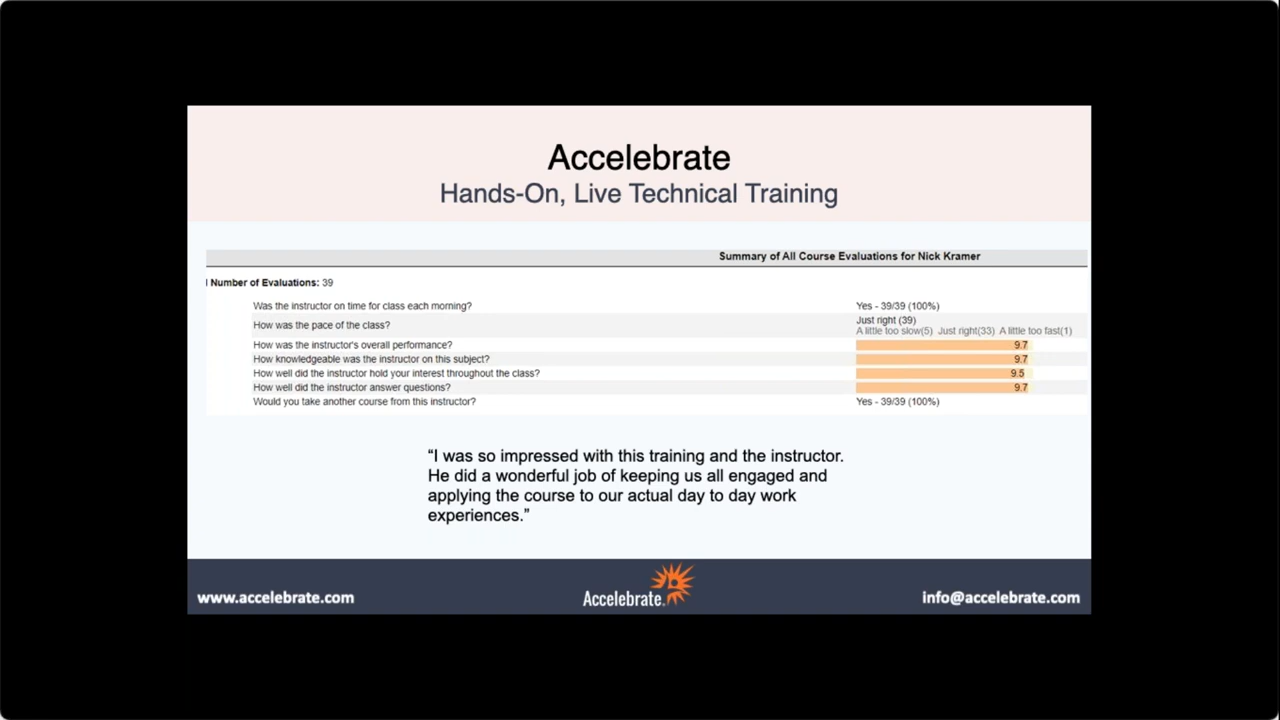 Accelebrate
Hands-On, Live Technical Training
Summary of All Course Evaluations for Nick Kramer
Number of Evaluations: 39
Was the instructor on time for class each morning? Yes - 39/39 (100%)
How was the pace of the class? Just right (39)
A little too slow(5) Just right(33) A little too fast(1)
How was the instructor's overall performance? 9.7
How knowledgeable was the instructor on this subject? 9.7
How well did the instructor hold your interest throughout the class? 9.5
How well did the instructor answer questions? 9.7
Would you take another course from this instructor? Yes - 39/39 (100%)
“I was so impressed with this training and the instructor.
He did a wonderful job of keeping us all engaged and
applying the course to our actual day to day work
experiences.”
www.accelebrate.com
Accelebrate.
info@accelebrate.com